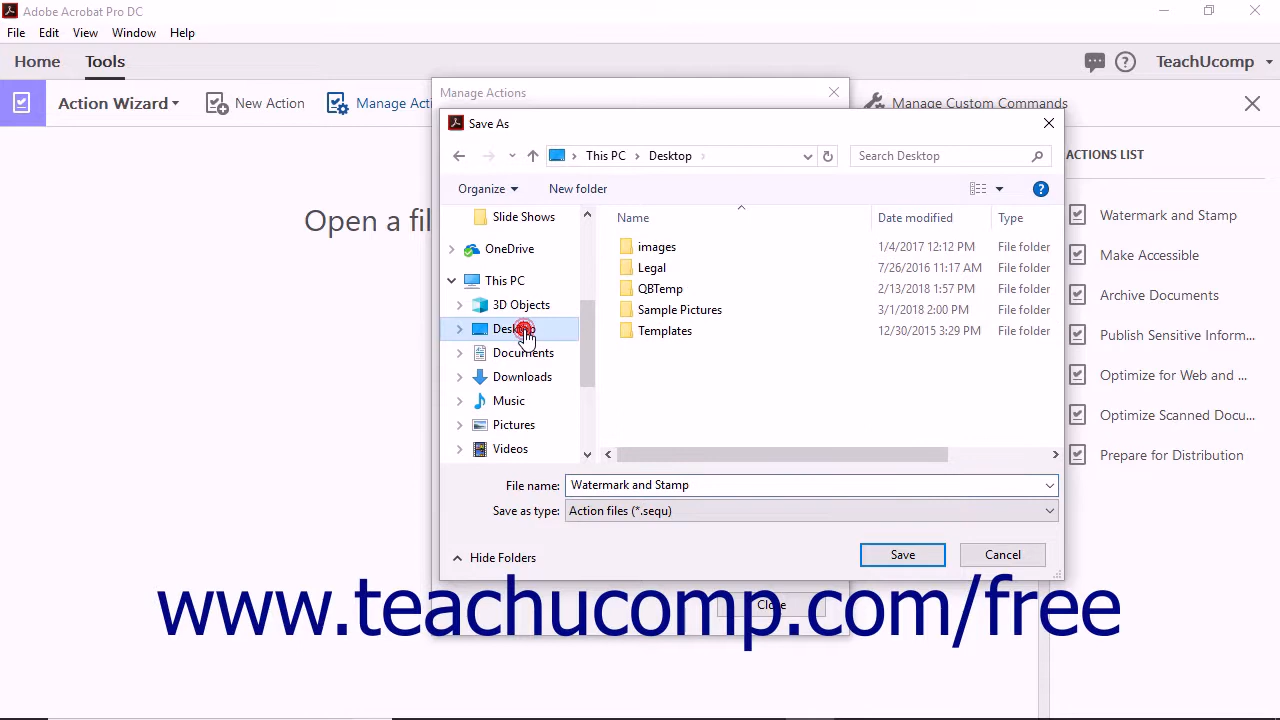 Adobe Acrobat Pro DC
File Edit View Window Help
Home Tools TeachUcomp
Action Wizard New Action Manage Acti Manage Custom Commands
Manage Actions
Save As
This PC Desktop Search Desktop
Organize New folder
Open a fil
Name Date modified Type
Slide Shows
OneDrive
This PC
3D Objects
Desktop
Documents
Downloads
Music
Pictures
Videos
images 1/4/2017 12:12 PM File folder
Legal 7/26/2016 11:17 AM File folder
QBTemp 2/13/2018 1:57 PM File folder
Sample Pictures 3/1/2018 2:00 PM File folder
Templates 12/30/2015 3:29 PM File folder
File name: Watermark and Stamp
Save as type: Action files (*.sequ)
Hide Folders Save Cancel
Close
ACTIONS LIST
Watermark and Stamp
Make Accessible
Archive Documents
Publish Sensitive Inform...
Optimize for Web and ...
Optimize Scanned Docu...
Prepare for Distribution
www.teachucomp.com/free